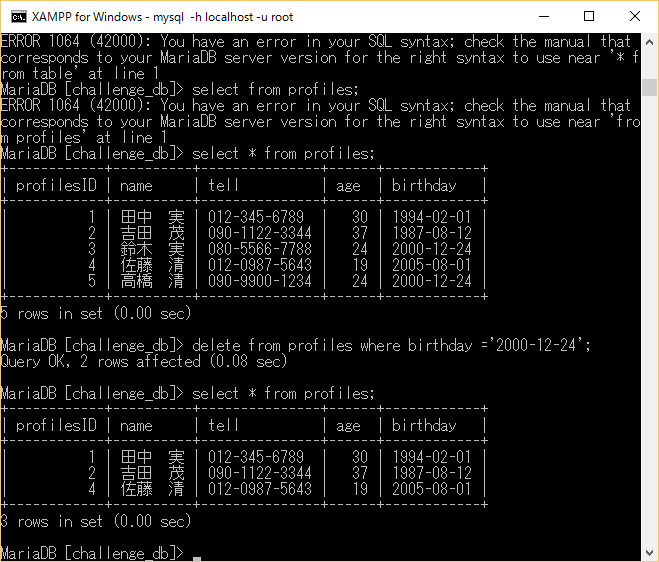 XAMPP for Windows - mysql  -h localhost -u root
ERROR 1064 (42000): You have an error in your SQL syntax; check the manual that
corresponds to your MariaDB server version for the right syntax to use near '* f
rom table' at line 1
MariaDB [challenge_db]> select from profiles;
ERROR 1064 (42000): You have an error in your SQL syntax; check the manual that
corresponds to your MariaDB server version for the right syntax to use near 'fro
m profiles' at line 1
MariaDB [challenge_db]> select * from profiles;
+------------+----------+--------------+------+------------+
| profilesID | name     | tell         | age  | birthday   |
+------------+----------+--------------+------+------------+
|          1 | 田中　実 | 012-345-6789  |   30 | 1994-02-01 |
|          2 | 吉田　茂 | 090-1122-3344 |   37 | 1987-08-12 |
|          3 | 鈴木　実 | 080-5566-7788 |   24 | 2000-12-24 |
|          4 | 佐藤　清 | 012-0987-5643 |   19 | 2005-08-01 |
|          5 | 高橋　清 | 090-9900-1234 |   24 | 2000-12-24 |
+------------+----------+--------------+------+------------+
5 rows in set (0.00 sec)
MariaDB [challenge_db]> delete from profiles where birthday ='2000-12-24';
Query OK, 2 rows affected (0.08 sec)
MariaDB [challenge_db]> select * from profiles;
+------------+----------+--------------+------+------------+
| profilesID | name     | tell         | age  | birthday   |
+------------+----------+--------------+------+------------+
|          1 | 田中　実 | 012-345-6789  |   30 | 1994-02-01 |
|          2 | 吉田　茂 | 090-1122-3344 |   37 | 1987-08-12 |
|          4 | 佐藤　清 | 012-0987-5643 |   19 | 2005-08-01 |
+------------+----------+--------------+------+------------+
3 rows in set (0.00 sec)
MariaDB [challenge_db]> _